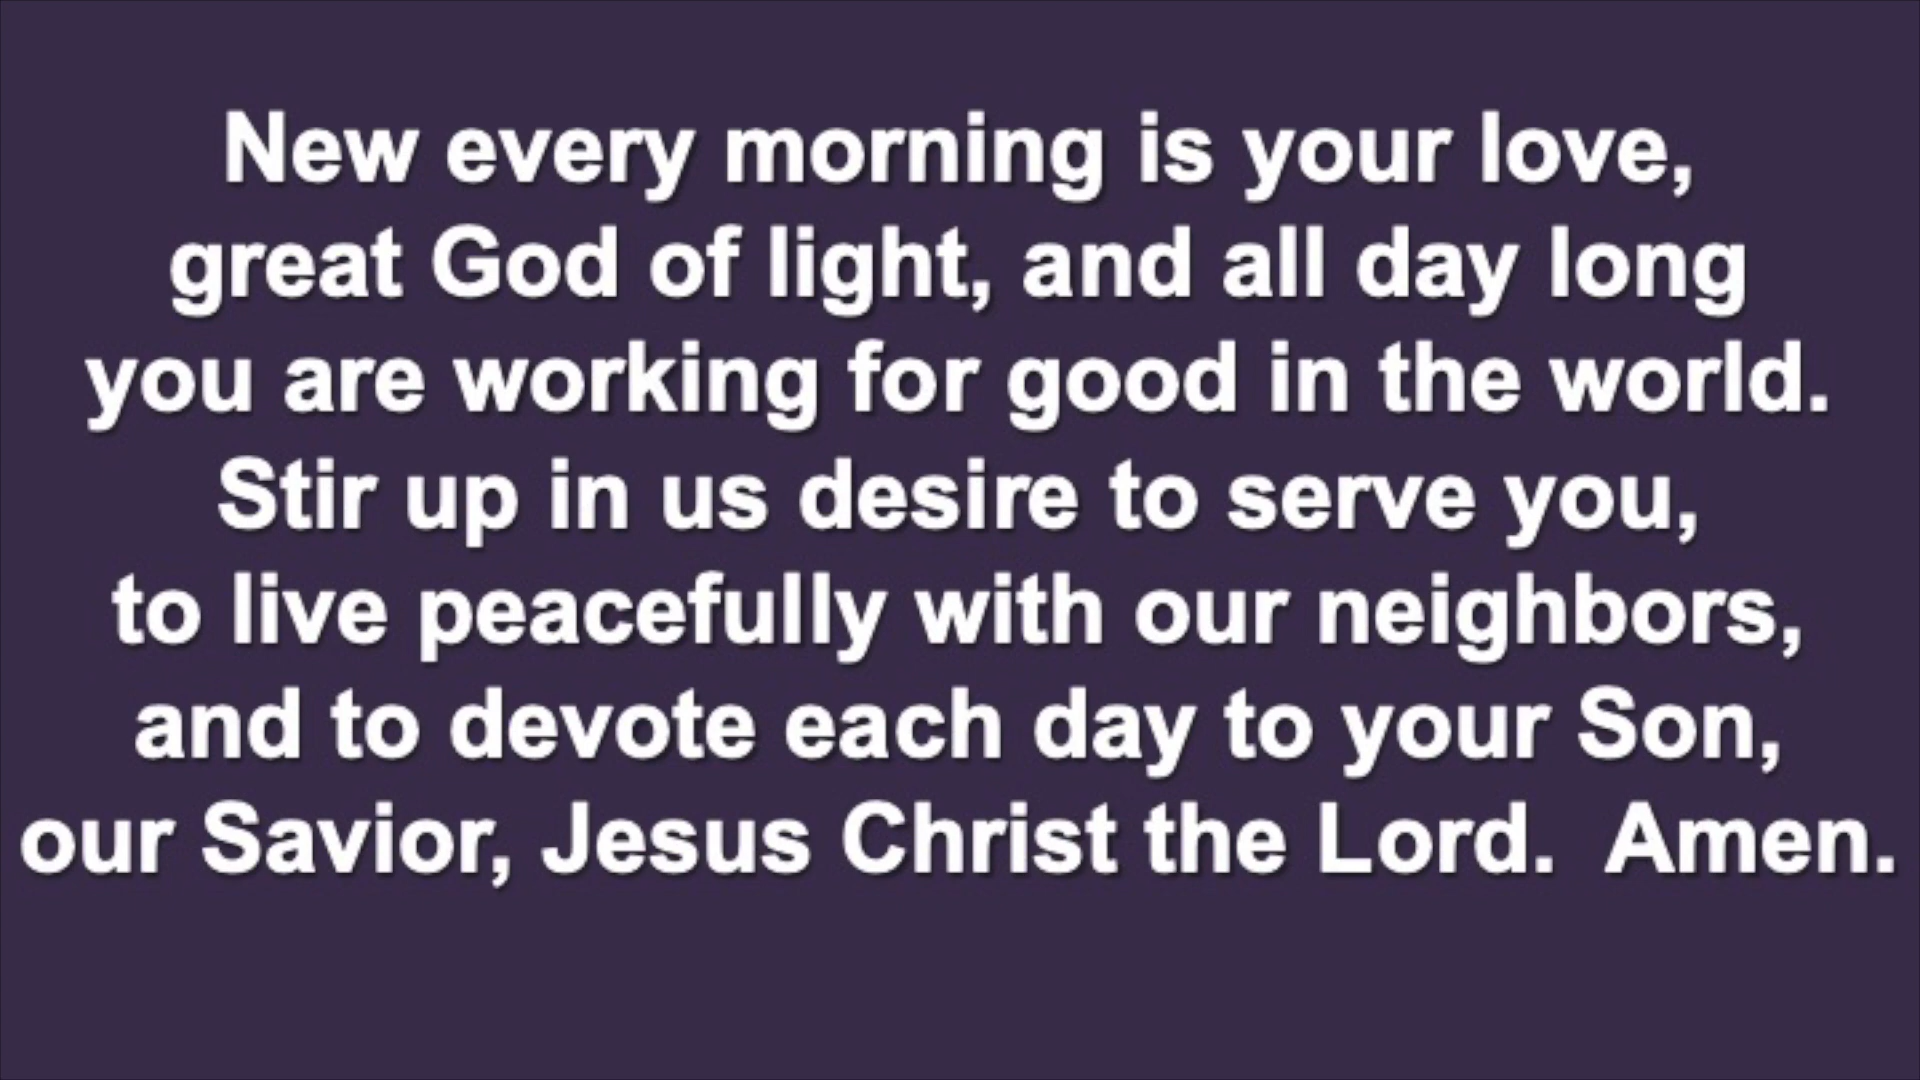 New every morning is your love,
great God of light, and all day long
you are working for good in the world.
Stir up in us desire to serve you,
to live peacefully with our neighbors,
and to devote each day to your Son,
our Savior, Jesus Christ the Lord.  Amen.